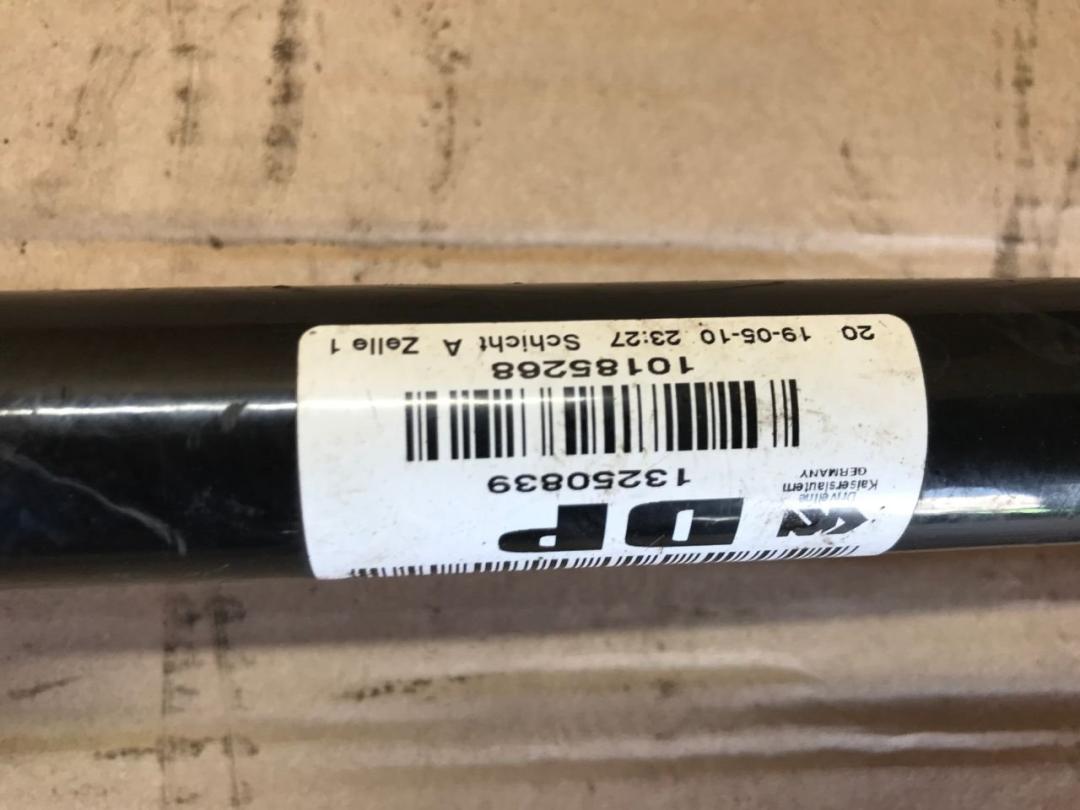 DP
Driveline
Kaiserslautern
GERMANY
13250839
10185268
20 19-05-10 23:27 Schicht A Zelle 1